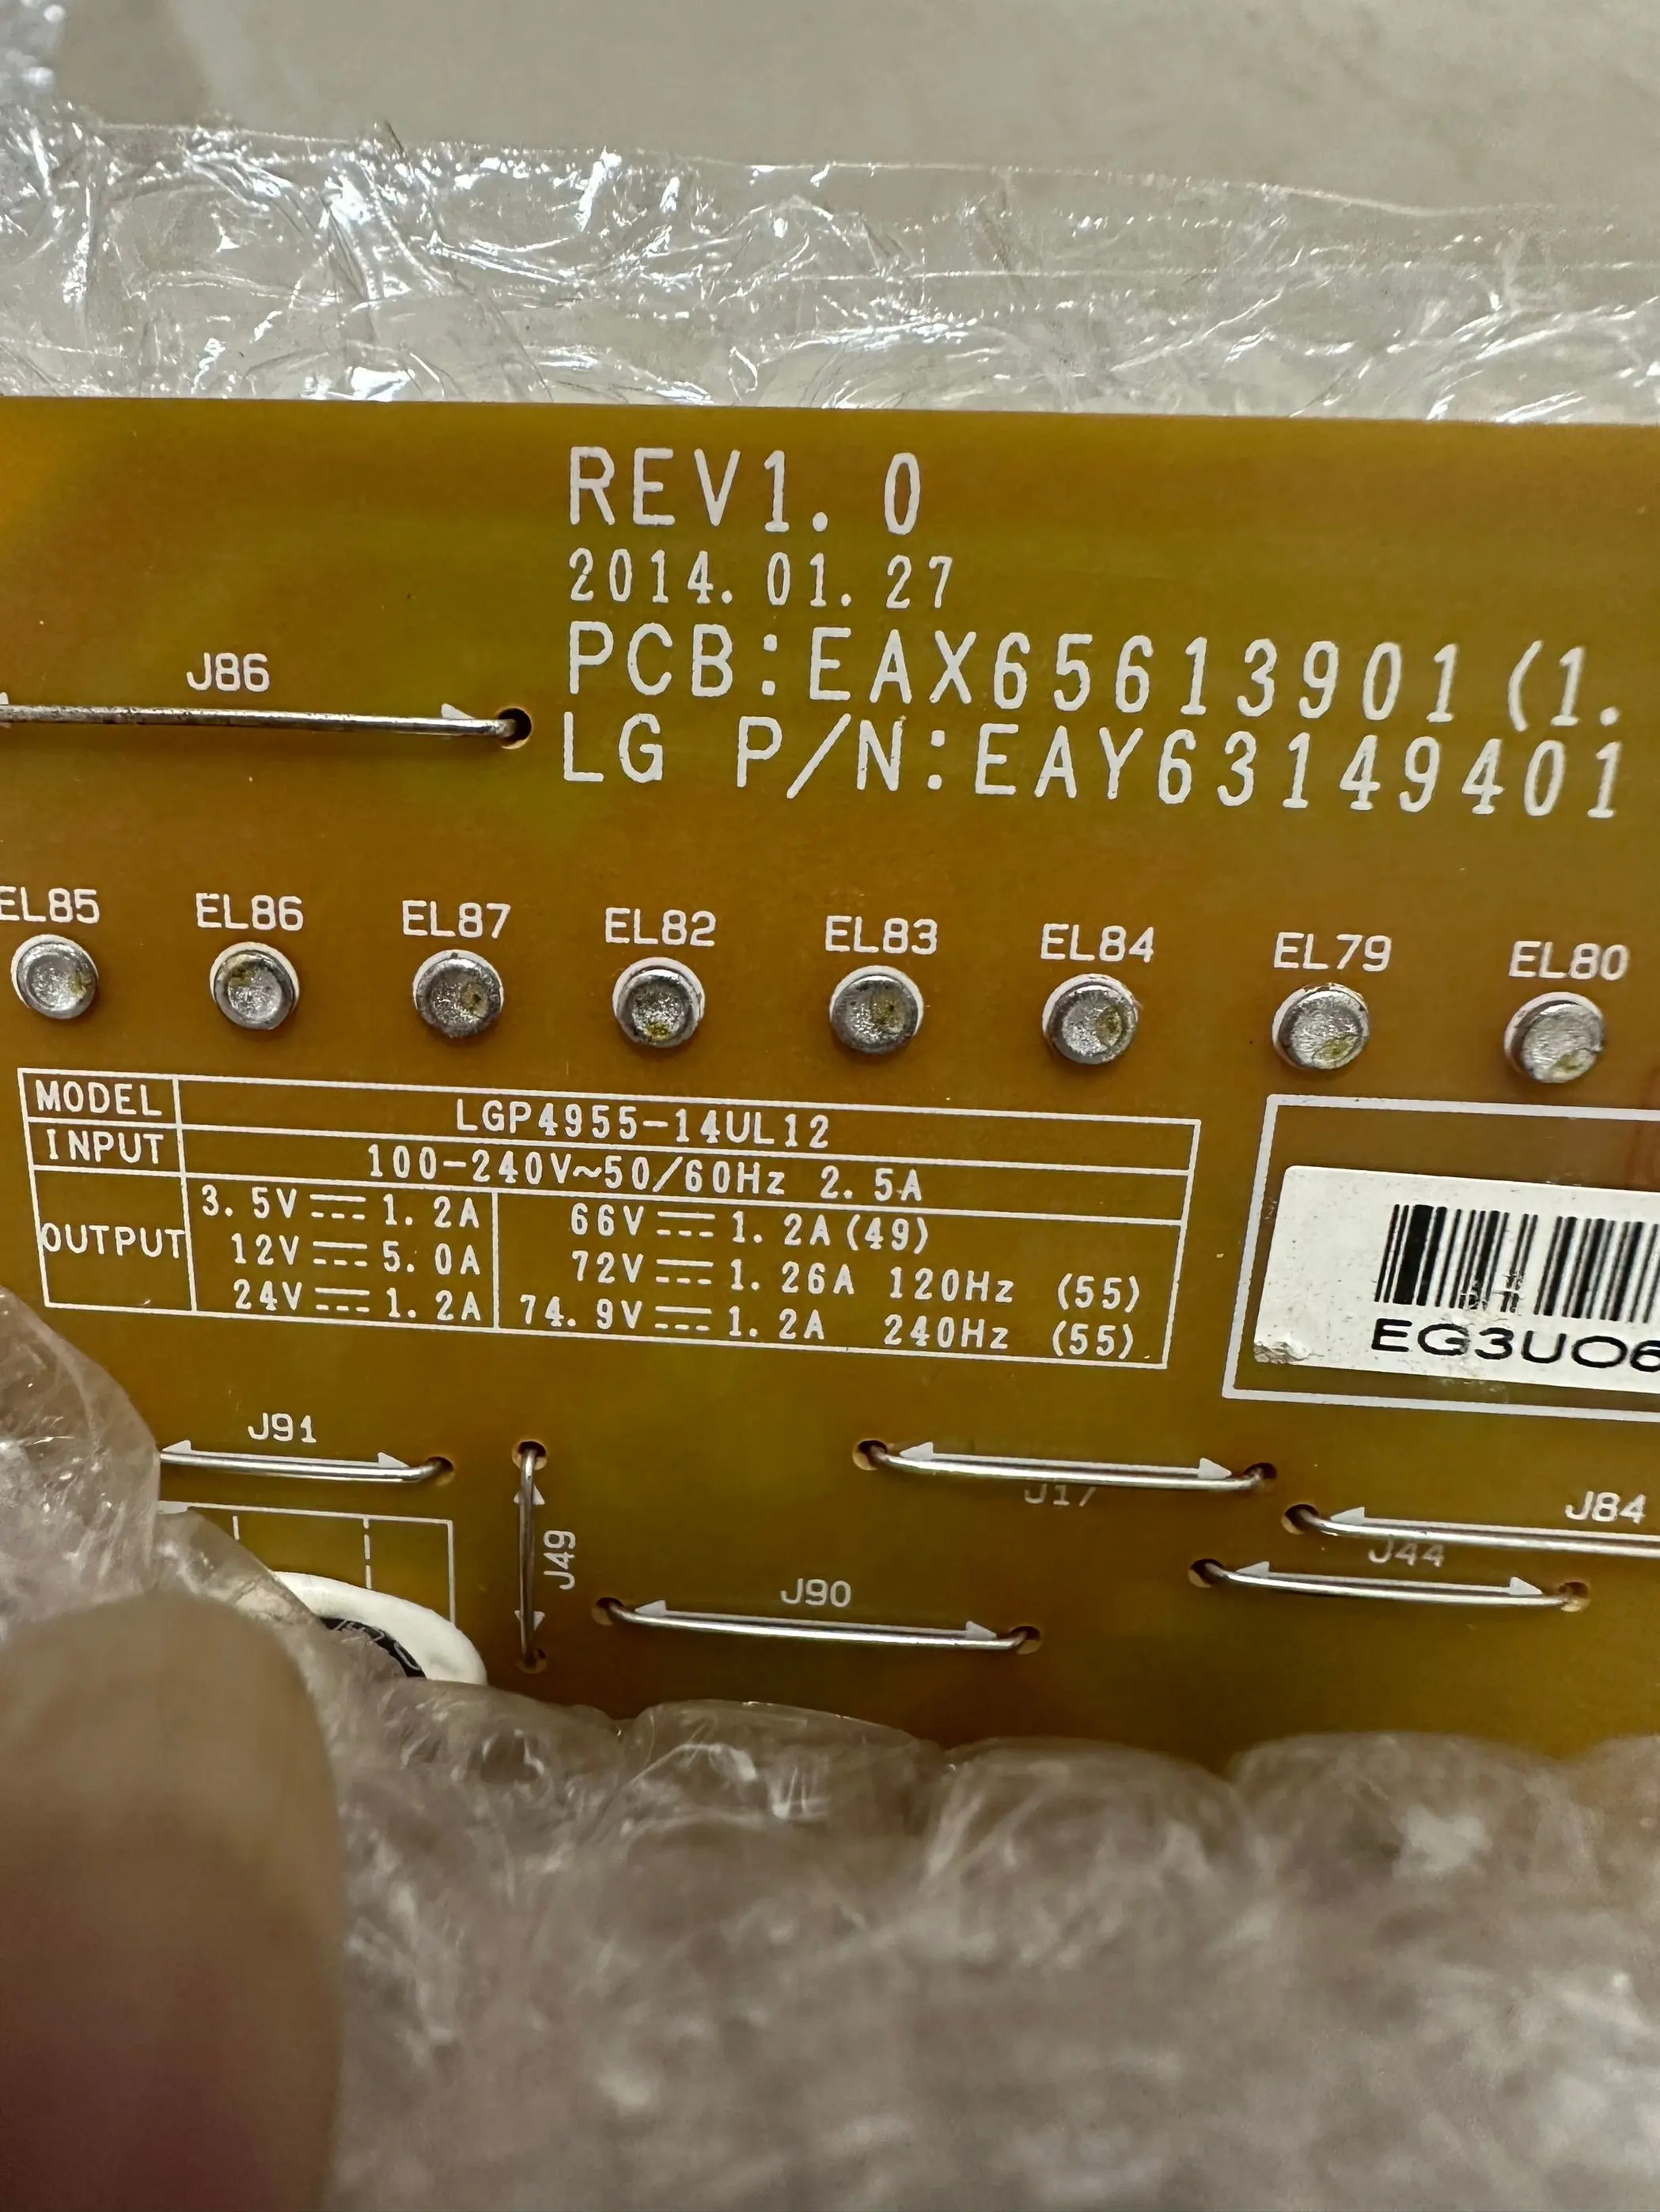 REV1. 0
2014. 01. 27
PCB:EAX65613901 (1.
LG P/N:EAY63149401
J86
EL85 EL86 EL87 EL82 EL83 EL84 EL79 EL80
MODEL LGP4955-14UL12
INPUT 100-240V~50/60Hz 2. 5A
OUTPUT
3. 5V⎓1. 2A 66V⎓1. 2A (49)
12V⎓5. 0A 72V⎓1. 26A 120Hz (55)
24V⎓1. 2A 74. 9V⎓1. 2A 240Hz (55)
EG3U06
J91
J17
J84
J49
J44
J90